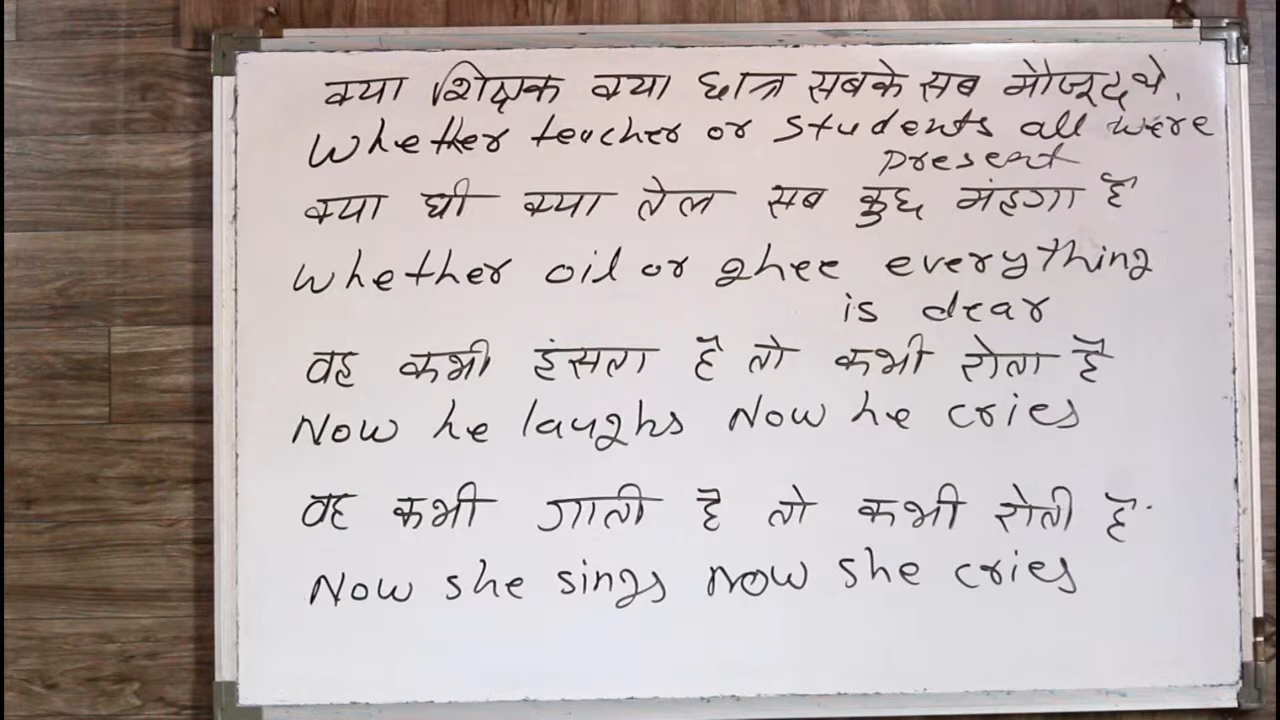 क्या शिक्षक क्या छात्र सबके सब मौजूद थे.
Whether teacher or students all were
present
क्या घी क्या तेल सब कुछ मंहगा है
Whether oil or ghee everything
is dear
वह कभी हंसता है तो कभी रोता है
Now he laughs Now he cries
वह कभी गाती है तो कभी रोती है.
Now she sings now she cries